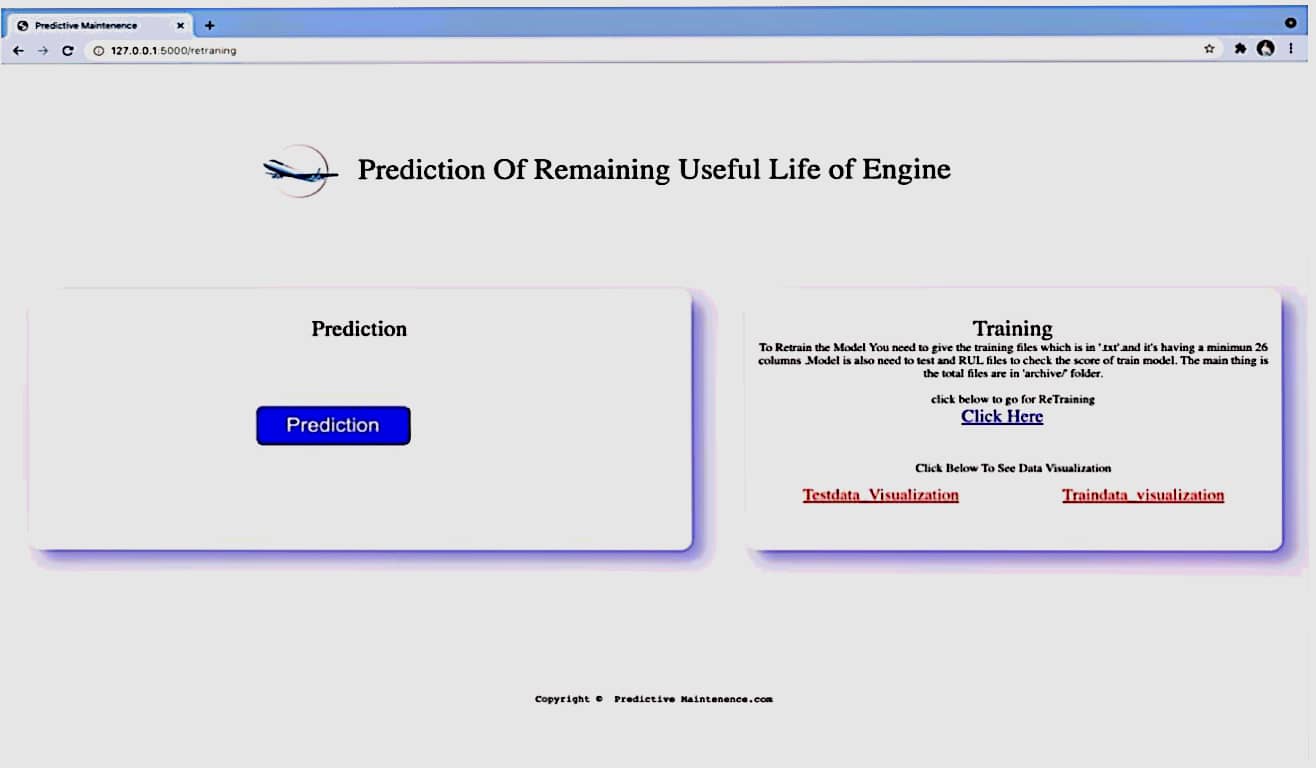 Predictive Maintenence
127.0.0.1:5000/retraning
Prediction Of Remaining Useful Life of Engine
Prediction
Prediction
Training
To Retrain the Model You need to give the training files which is in '.txt'.and it's having a minimun 26
columns .Model is also need to test and RUL files to check the score of train model. The main thing is
the total files are in 'archive/' folder.
click below to go for ReTraining
Click Here
Click Below To See Data Visualization
Testdata_Visualization
Traindata_visualization
Copyright © Predictive Maintenence.com